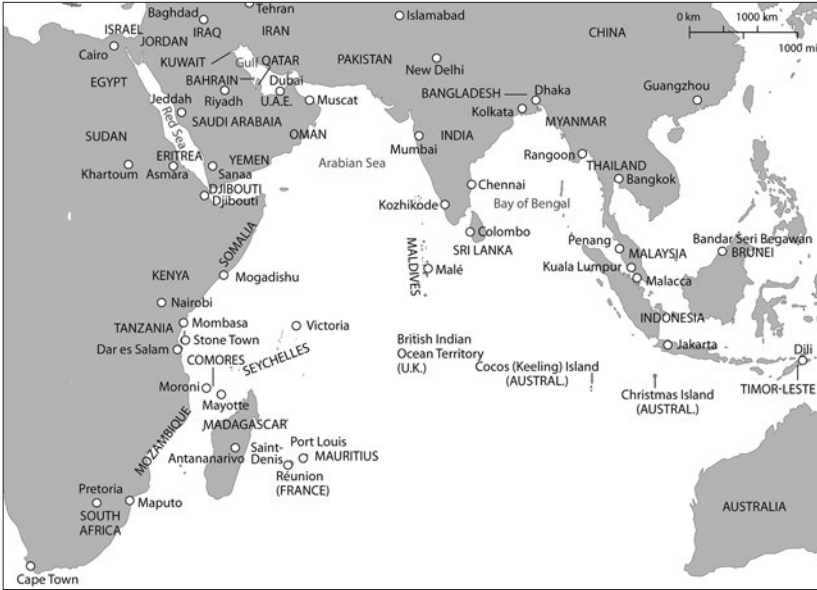 Baghdad
Tehran
Islamabad
0 km 1000 km
1000 mi
ISRAEL
IRAQ
IRAN
CHINA
JORDAN
Cairo
KUWAIT
Gulf
QATAR
PAKISTAN
New Delhi
EGYPT
BAHRAIN
Dubai
BANGLADESH
Dhaka
Guangzhou
Jeddah
Riyadh
U.A.E.
Muscat
Kolkata
Red Sea
SAUDI ARABAIA
MYANMAR
SUDAN
OMAN
Mumbai
INDIA
ERITREA
YEMEN
Arabian Sea
Rangoon
THAILAND
Khartoum
Asmara
Sanaa
Bangkok
DJIBOUTI
Djibouti
Chennai
Kozhikode
Bay of Bengal
SOMALIA
MALDIVES
Colombo
SRI LANKA
Penang
MALAYSJA
Bandar Seri Begawan
BRUNEI
KENYA
Mogadishu
Malé
Kuala Lumpur
Malacca
Nairobi
TANZANIA
Mombasa
Victoria
INDONESIA
Stone Town
Dar es Salam
SEYCHELLES
British Indian
Ocean Territory
(U.K.)
Jakarta
Dili
COMORES
Cocos (Keeling) Island
(AUSTRAL.)
Moroni
Mayotte
Christmas Island
(AUSTRAL.)
TIMOR-LESTE
MOZAMBIQUE
MADAGASCAR
Antananarivo
Saint-
Denis
Port Louis
MAURITIUS
Réunion
(FRANCE)
Pretoria
Maputo
SOUTH
AFRICA
AUSTRALIA
Cape Town